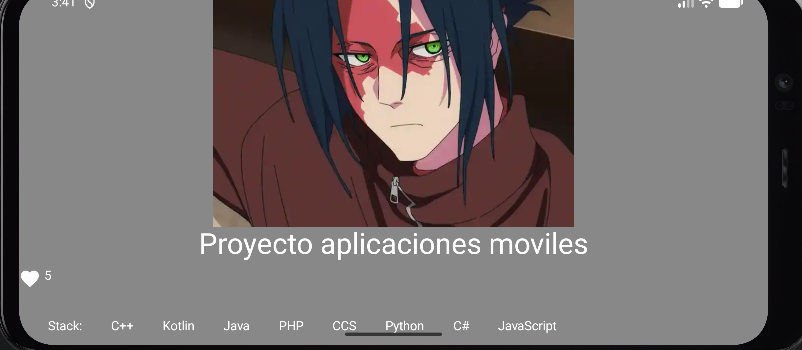 3:41
Proyecto aplicaciones moviles
5
Stack: C++ Kotlin Java PHP CCS Python C# JavaScript